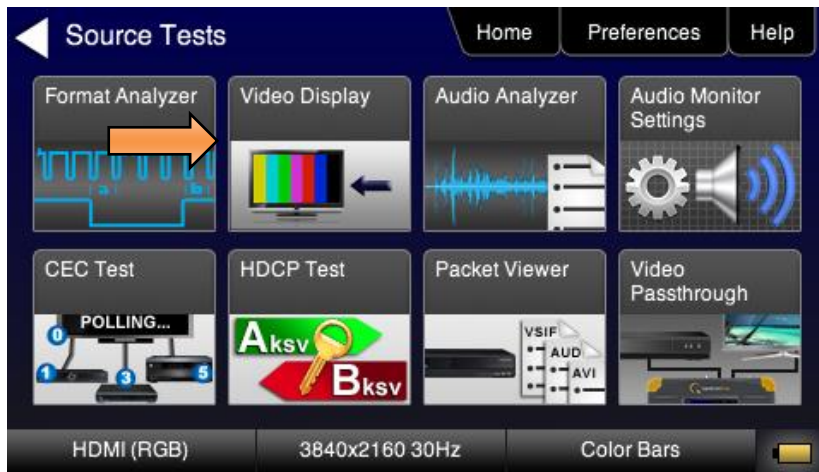 Source Tests
Home
Preferences
Help
Format Analyzer
Video Display
Audio Analyzer
Audio Monitor
Settings
a
b
CEC Test
HDCP Test
Packet Viewer
Video
Passthrough
POLLING...
0
1
3
5
Aksv
Bksv
VSIF
AUD
AVI
HDMI (RGB)
3840x2160 30Hz
Color Bars